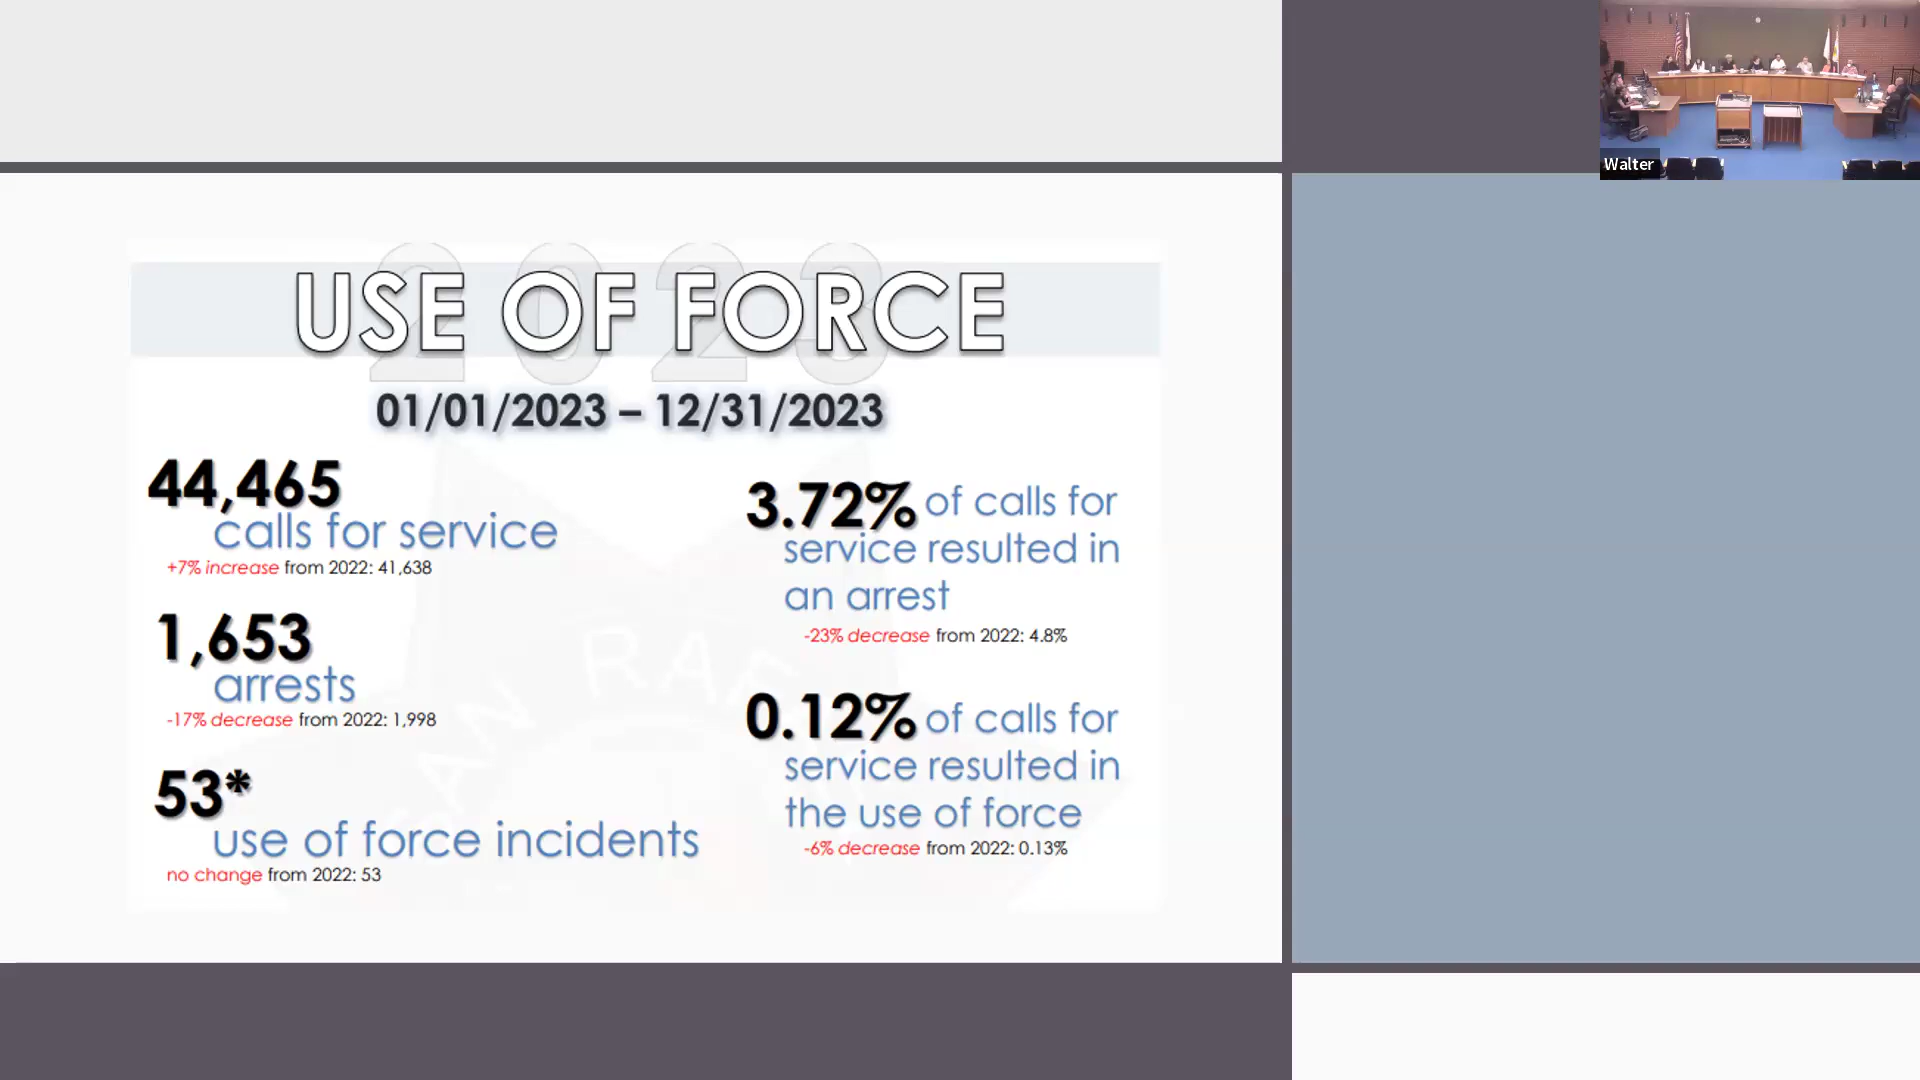 Walter
2023
USE OF FORCE
01/01/2023 – 12/31/2023
44,465
calls for service
+7% increase from 2022: 41,638
1,653
arrests
-17% decrease from 2022: 1,998
53*
use of force incidents
no change from 2022: 53
3.72% of calls for
service resulted in
an arrest
-23% decrease from 2022: 4.8%
0.12% of calls for
service resulted in
the use of force
-6% decrease from 2022: 0.13%
SAN RAF